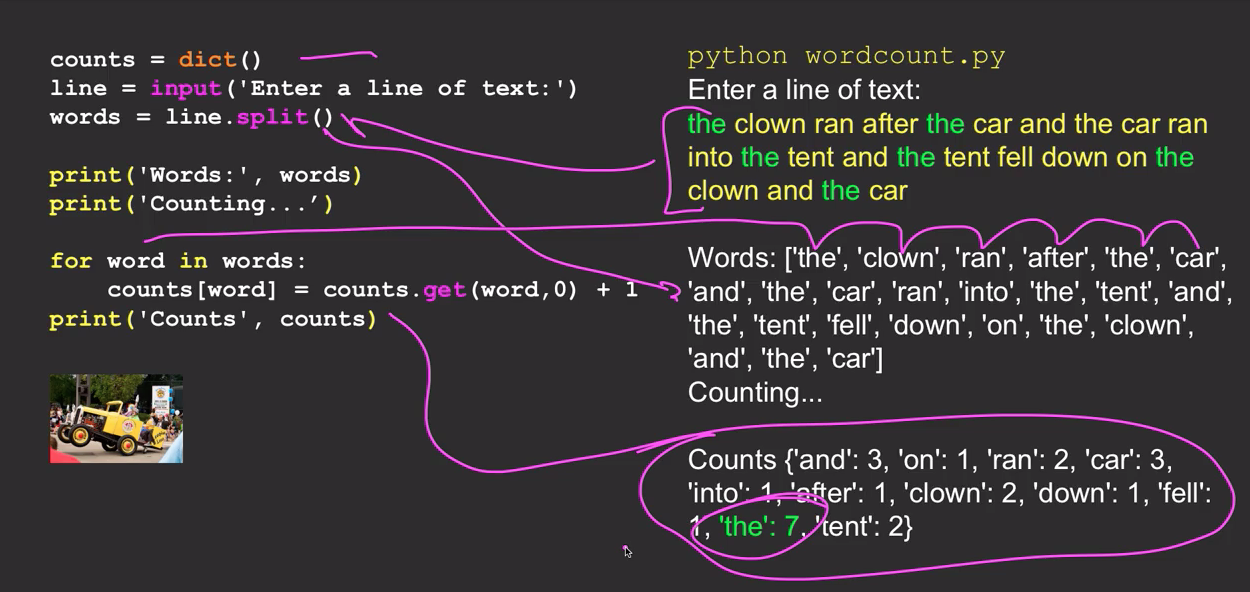 counts = dict()
line = input('Enter a line of text:')
words = line.split()
print('Words:', words)
print('Counting...’)
for word in words:
    counts[word] = counts.get(word,0) + 1
print('Counts', counts)
python wordcount.py
Enter a line of text:
the clown ran after the car and the car ran
into the tent and the tent fell down on the
clown and the car
Words: ['the', 'clown', 'ran', 'after', 'the', 'car',
'and', 'the', 'car', 'ran', 'into', 'the', 'tent', 'and',
'the', 'tent', 'fell', 'down', 'on', 'the', 'clown',
'and', 'the', 'car']
Counting...
Counts {'and': 3, 'on': 1, 'ran': 2, 'car': 3,
'into': 1, 'after': 1, 'clown': 2, 'down': 1, 'fell':
1, 'the': 7, 'tent': 2}